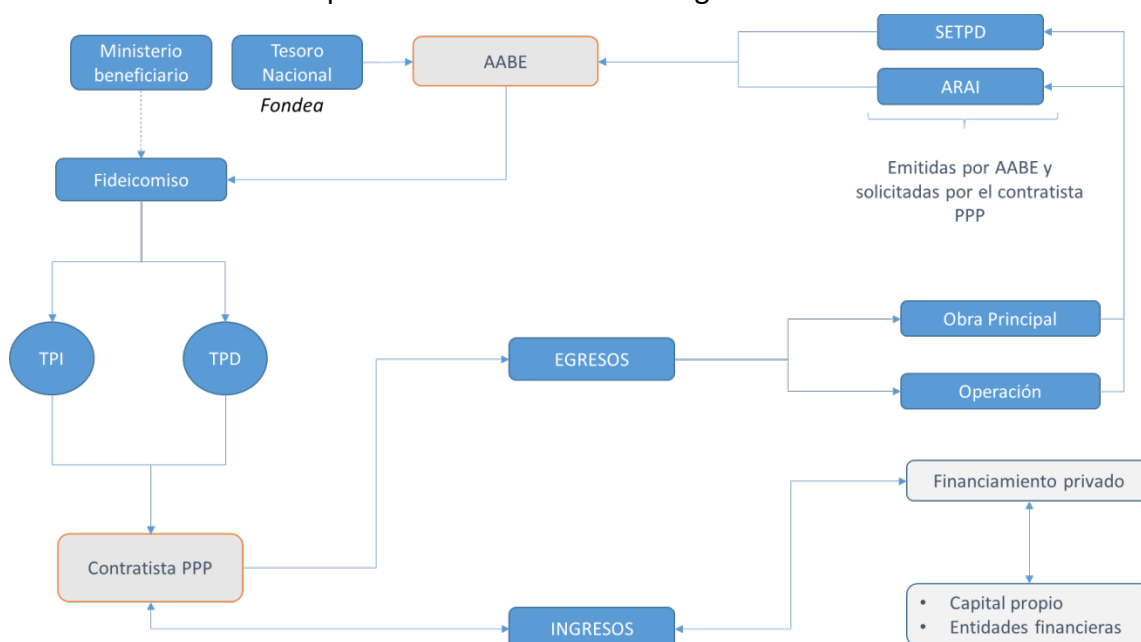 Ministerio
beneficiario
Tesoro
Nacional
Fondea
AABE
SETPD
ARAI
Emitidas por AABE y
solicitadas por el contratista
PPP
Fideicomiso
TPI
TPD
EGRESOS
Obra Principal
Operación
Financiamiento privado
Contratista PPP
INGRESOS
• Capital propio
• Entidades financieras